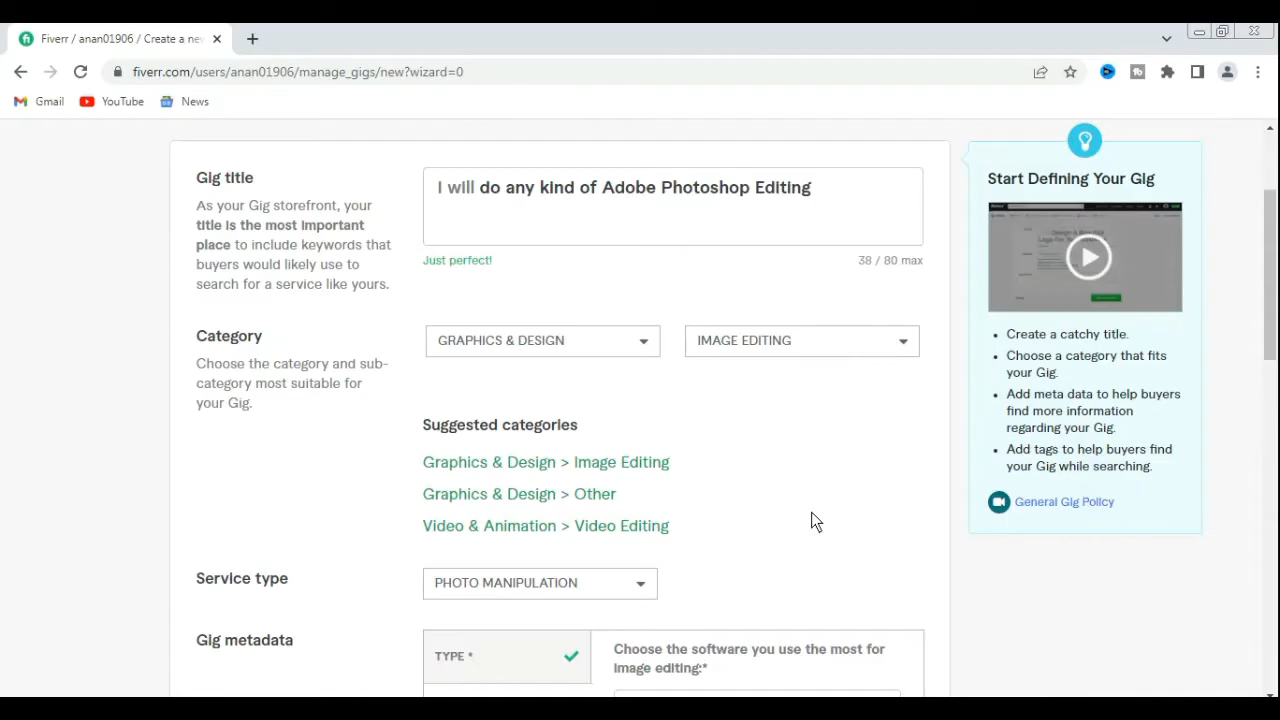 Fiverr / anan01906 / Create a new
fiverr.com/users/anan01906/manage_gigs/new?wizard=0
Gmail
YouTube
News
Gig title
As your Gig storefront, your
title is the most important
place to include keywords that
buyers would likely use to
search for a service like yours.
I will do any kind of Adobe Photoshop Editing
Just perfect!
38 / 80 max
Category
Choose the category and sub-
category most suitable for
your Gig.
GRAPHICS & DESIGN
IMAGE EDITING
Suggested categories
Graphics & Design > Image Editing
Graphics & Design > Other
Video & Animation > Video Editing
Service type
PHOTO MANIPULATION
Gig metadata
TYPE *
Choose the software you use the most for
image editing:*
Start Defining Your Gig
• Create a catchy title.
• Choose a category that fits
your Gig.
• Add meta data to help buyers
find more information
regarding your Gig.
• Add tags to help buyers find
your Gig while searching.
General Gig Policy